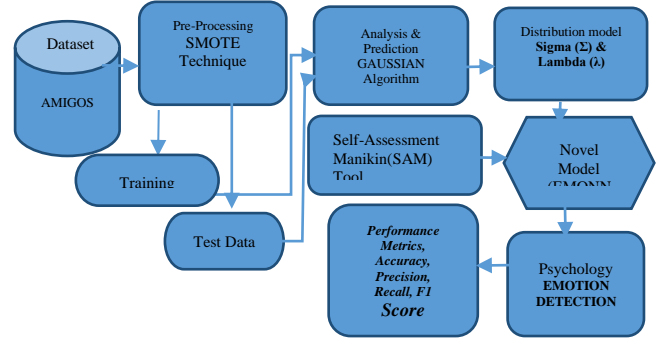 Dataset
AMIGOS
Pre-Processing
SMOTE
Technique
Training
Test Data
Analysis &
Prediction
GAUSSIAN
Algorithm
Distribution model
Sigma (Σ) &
Lambda (λ)
Self-Assessment
Manikin(SAM)
Tool
Novel
Model
(EMONN
Psychology
EMOTION
DETECTION
Performance
Metrics,
Accuracy,
Precision,
Recall, F1
Score